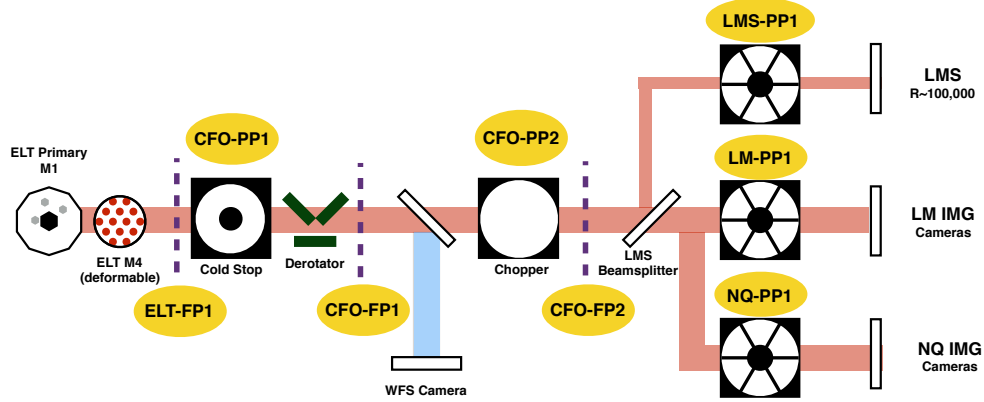 LMS-PP1
LMS
R~100,000
CFO-PP1
CFO-PP2
ELT Primary
M1
LM-PP1
LM IMG
Cameras
ELT M4
(deformable)
Cold Stop
Derotator
Chopper
LMS
Beamsplitter
ELT-FP1
CFO-FP1
CFO-FP2
NQ-PP1
NQ IMG
Cameras
WFS Camera